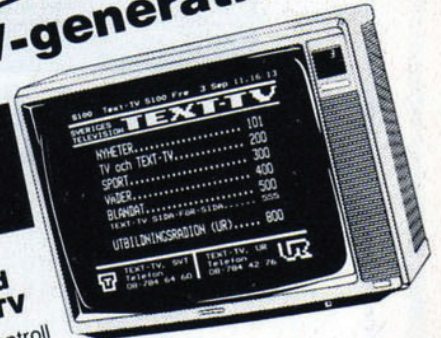 V-generati
S100 Text-TV S100 Fre 3 Sep 11.16 13
SVERIGES TELEVISION TEXT-TV
NYHETER.................. 101
TV och TEXT-TV........... 200
SPORT.................... 300
VÄDER.................... 400
BLANDAT.................. 500
TEXT-TV SIDA-FÖR-SIDA...... 555
UTBILDNINGSRADION (UR)..... 800
TEXT-TV, SVT
Telefon
08-784 64 60
TEXT-TV, UR
Telefon
08-784 42 76
UR
3
d
TV
ntroll